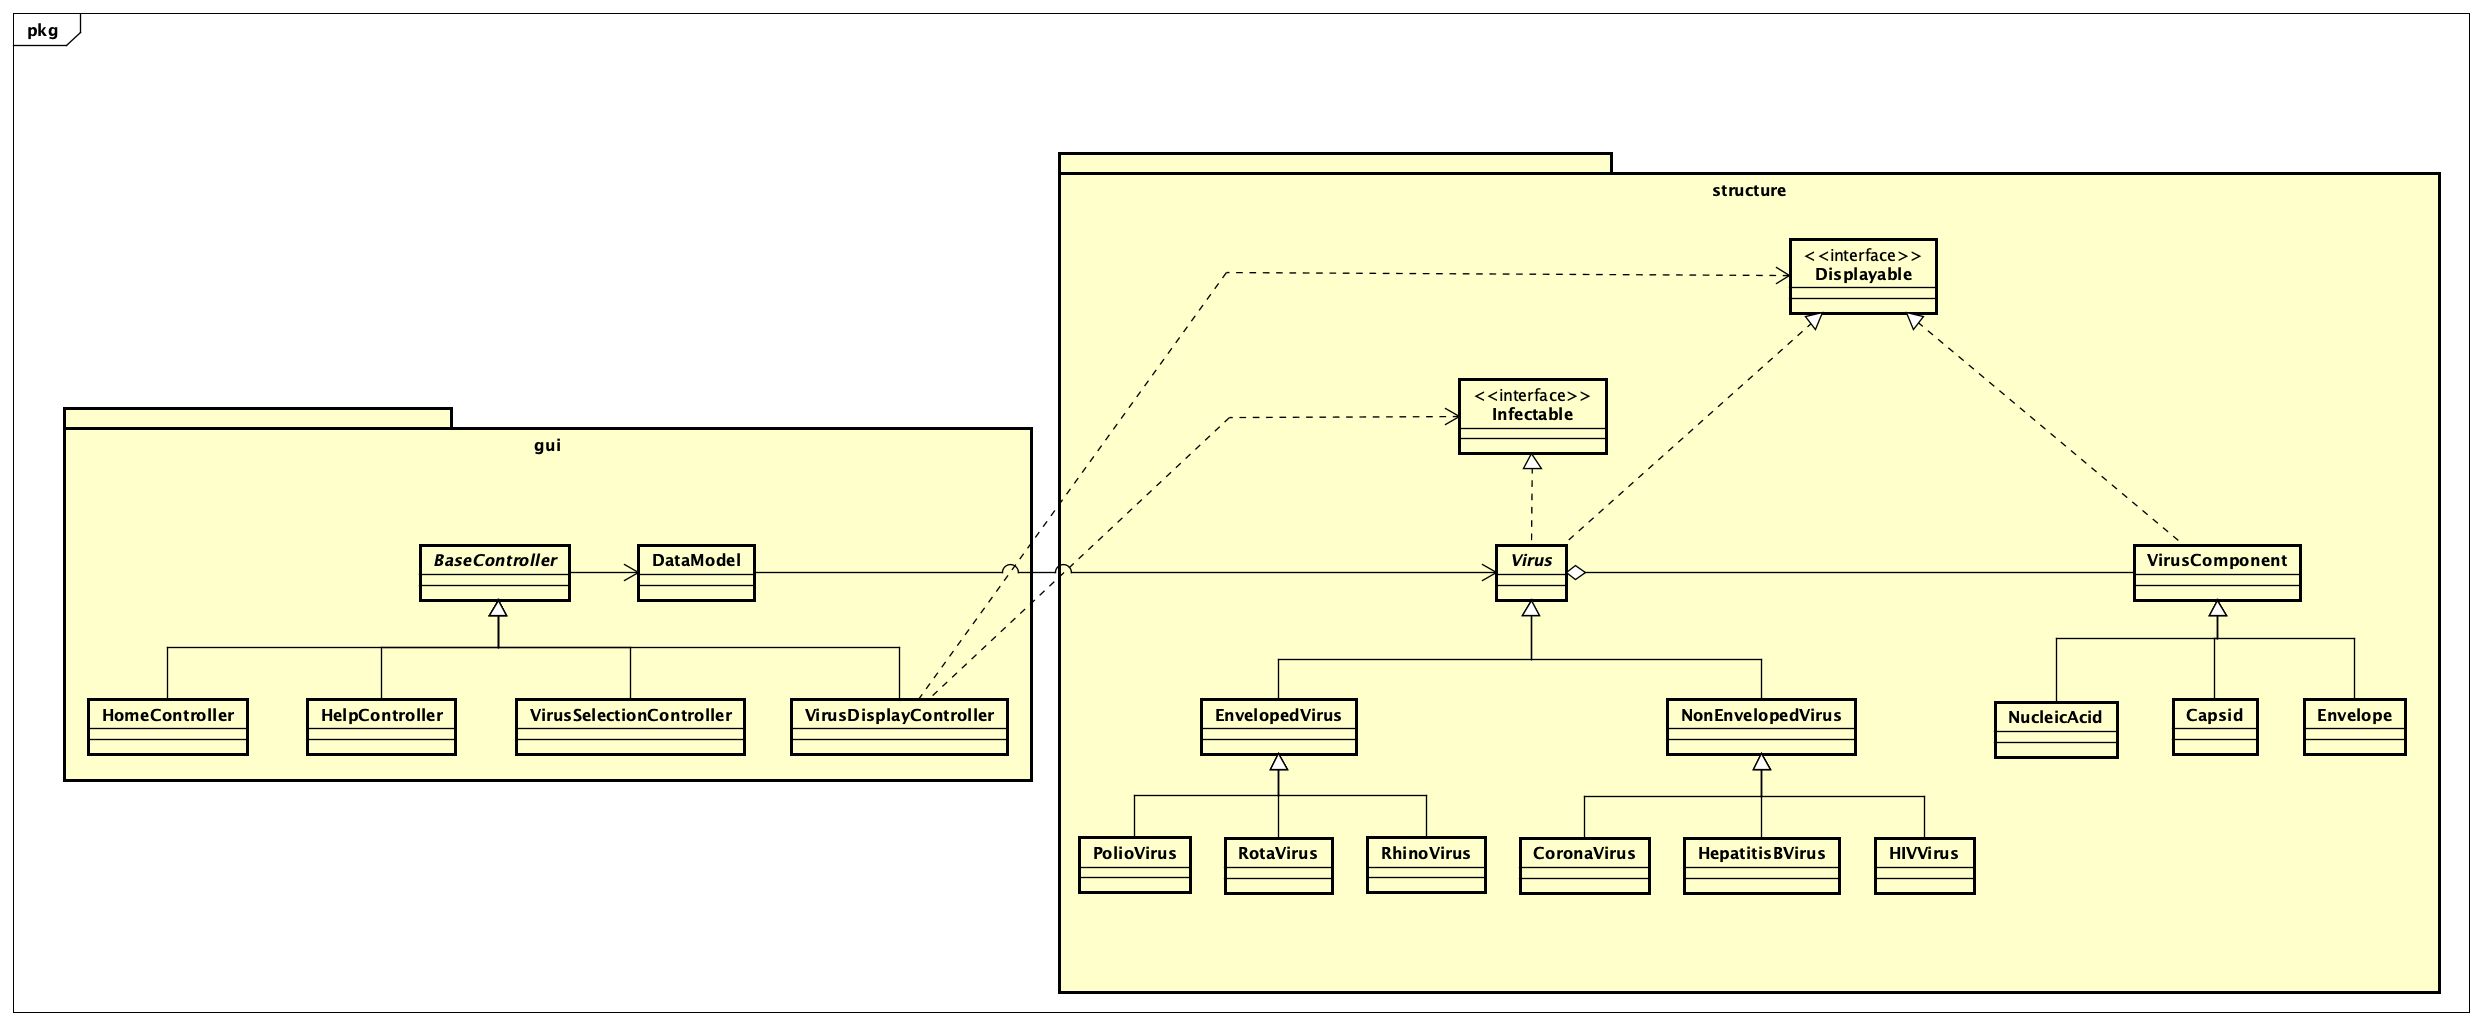 pkg
structure
<<interface>>
Displayable
<<interface>>
Infectable
gui
BaseController
DataModel
Virus
VirusComponent
HomeController
HelpController
VirusSelectionController
VirusDisplayController
EnvelopedVirus
NonEnvelopedVirus
NucleicAcid
Capsid
Envelope
PolioVirus
RotaVirus
RhinoVirus
CoronaVirus
HepatitisBVirus
HIVVirus